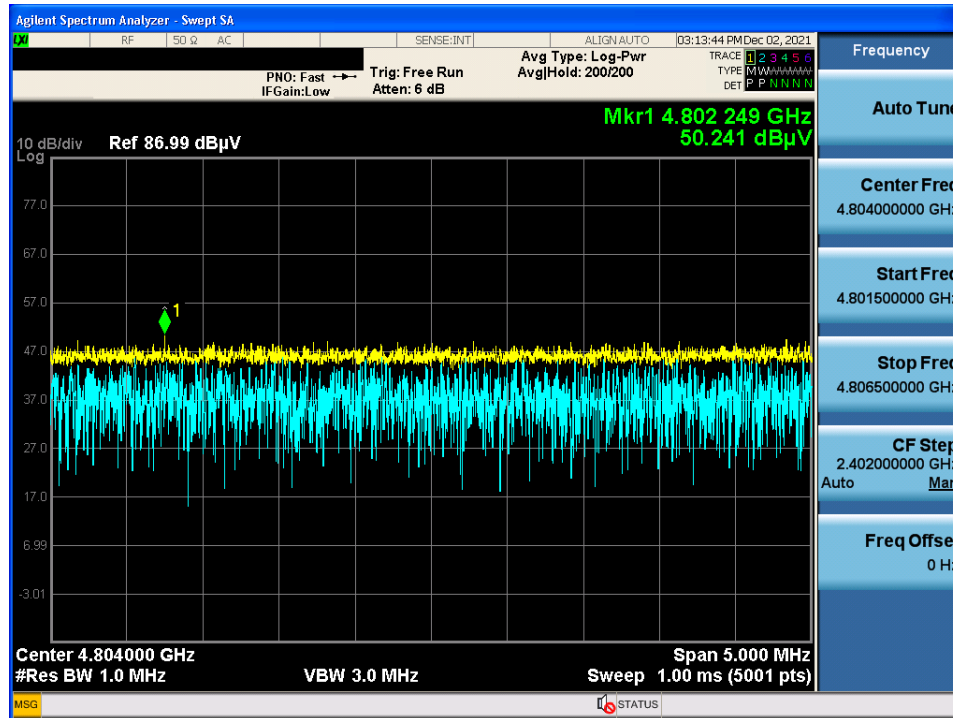 Agilent Spectrum Analyzer - Swept SA
LXI RF 50 Ω AC SENSE:INT ALIGN AUTO 03:13:44 PM Dec 02, 2021
PNO: Fast Trig: Free Run Avg Type: Log-Pwr TRACE 1 2 3 4 5 6
IFGain:Low Atten: 6 dB Avg|Hold: 200/200 TYPE M W
DET P P N N N N
Mkr1 4.802 249 GHz
50.241 dBµV
10 dB/div Ref 86.99 dBµV
Log
77.0
67.0
57.0
1
47.0
37.0
27.0
17.0
6.99
-3.01
Center 4.804000 GHz Span 5.000 MHz
#Res BW 1.0 MHz VBW 3.0 MHz Sweep 1.00 ms (5001 pts)
MSG STATUS
Frequency
Auto Tune
Center Freq
4.804000000 GHz
Start Freq
4.801500000 GHz
Stop Freq
4.806500000 GHz
CF Step
2.402000000 GHz
Auto Man
Freq Offset
0 Hz